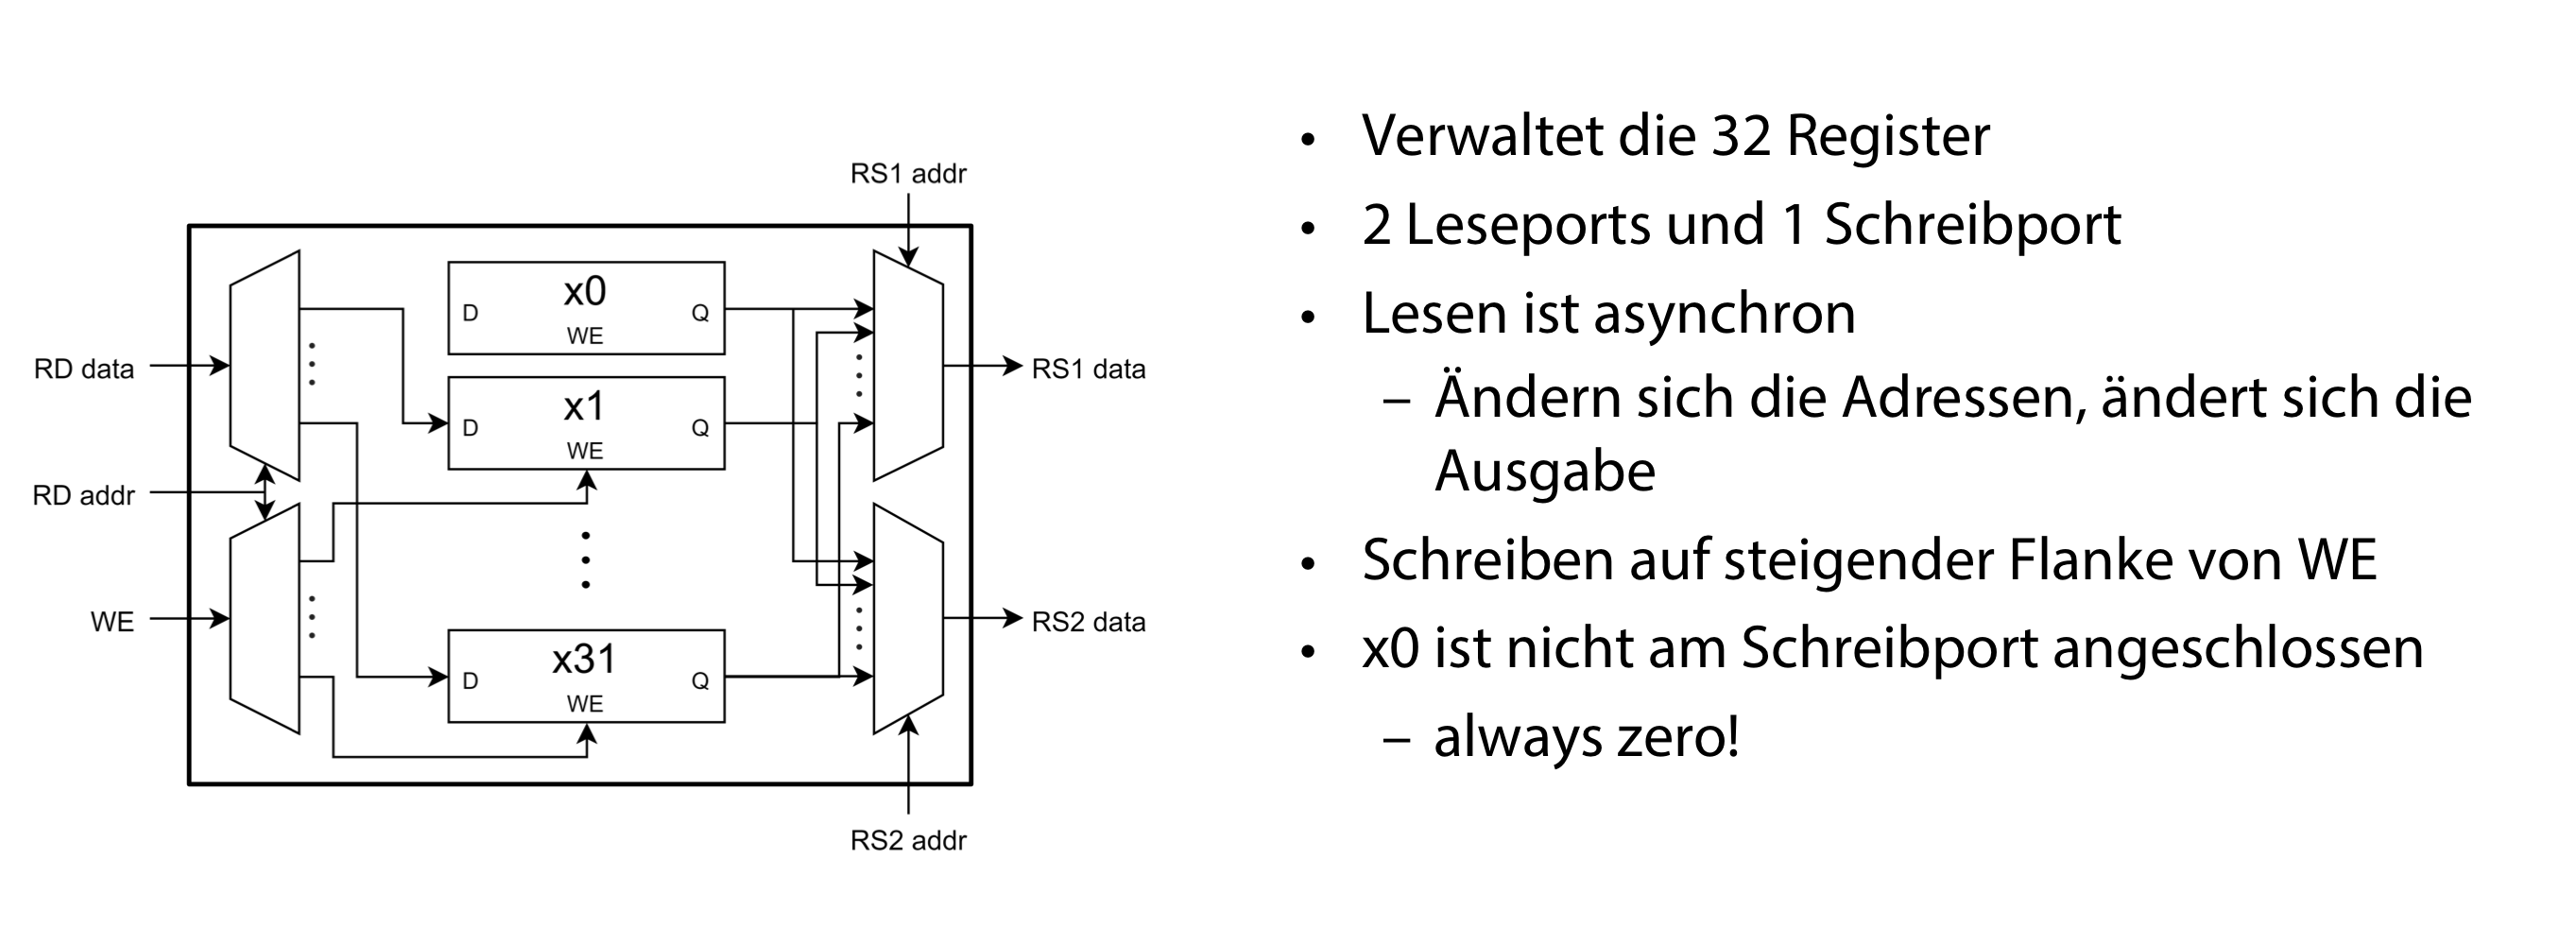 RS1 addr
x0
D
Q
WE
RD data
RS1 data
x1
D
Q
WE
RD addr
WE
RS2 data
x31
D
Q
WE
RS2 addr
• Verwaltet die 32 Register
• 2 Leseports und 1 Schreibport
• Lesen ist asynchron
– Ändern sich die Adressen, ändert sich die
Ausgabe
• Schreiben auf steigender Flanke von WE
• x0 ist nicht am Schreibport angeschlossen
– always zero!